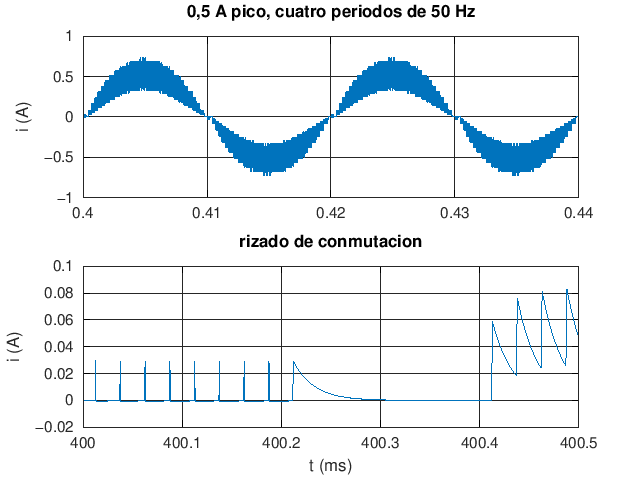 0,5 A pico, cuatro periodos de 50 Hz
1
0.5
0
−0.5
−1
i (A)
0.4 0.41 0.42 0.43 0.44
rizado de conmutacion
0.1
0.08
0.06
0.04
0.02
0
−0.02
i (A)
400 400.1 400.2 400.3 400.4 400.5
t (ms)